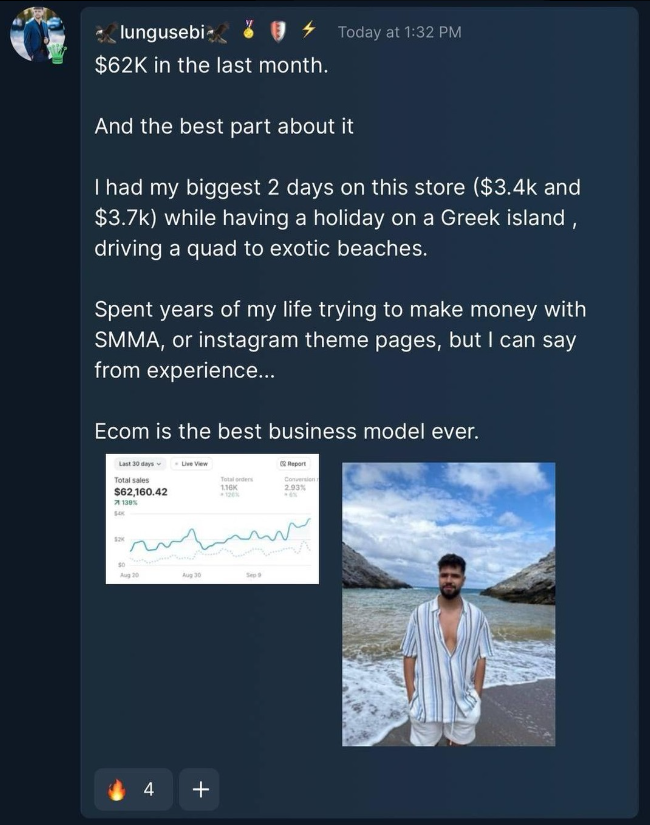 lungusebi Today at 1:32 PM
$62K in the last month.
And the best part about it
I had my biggest 2 days on this store ($3.4k and
$3.7k) while having a holiday on a Greek island ,
driving a quad to exotic beaches.
Spent years of my life trying to make money with
SMMA, or instagram theme pages, but I can say
from experience...
Ecom is the best business model ever.
Last 30 days Live View Report
Total sales Total orders Conversion
$62,160.42 1.16K 2.93%
139%
$4K
$2K
$0
Aug 20 Aug 30 Sep 9
4
+